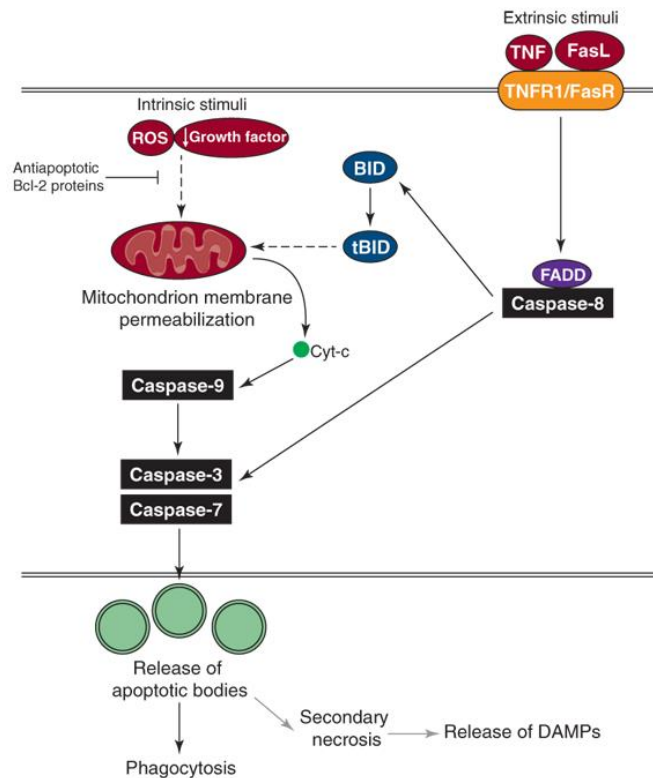 Extrinsic stimuli
TNF FasL
TNFR1/FasR
Intrinsic stimuli
ROS ↓Growth factor
Antiapoptotic
Bcl-2 proteins
BID
tBID
FADD
Caspase-8
Mitochondrion membrane
permeabilization
Cyt-c
Caspase-9
Caspase-3
Caspase-7
Release of
apoptotic bodies
Secondary
necrosis
Release of DAMPs
Phagocytosis